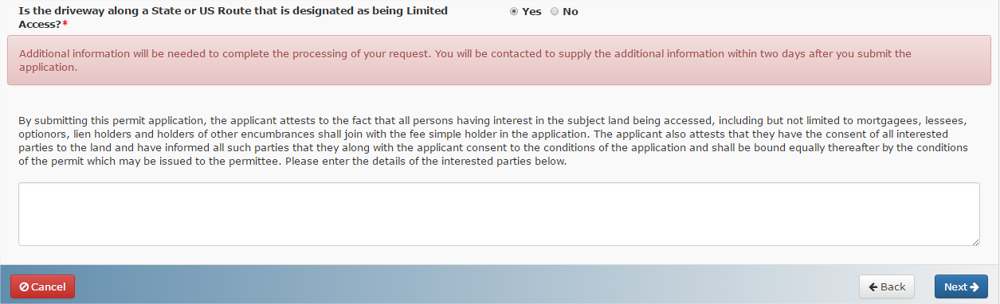 Is the driveway along a State or US Route that is designated as being Limited
Access?*
Yes No
Additional information will be needed to complete the processing of your request. You will be contacted to supply the additional information within two days after you submit the
application.
By submitting this permit application, the applicant attests to the fact that all persons having interest in the subject land being accessed, including but not limited to mortgagees, lessees,
optionors, lien holders and holders of other encumbrances shall join with the fee simple holder in the application. The applicant also attests that they have the consent of all interested
parties to the land and have informed all such parties that they along with the applicant consent to the conditions of the application and shall be bound equally thereafter by the conditions
of the permit which may be issued to the permittee. Please enter the details of the interested parties below.
Cancel Back Next